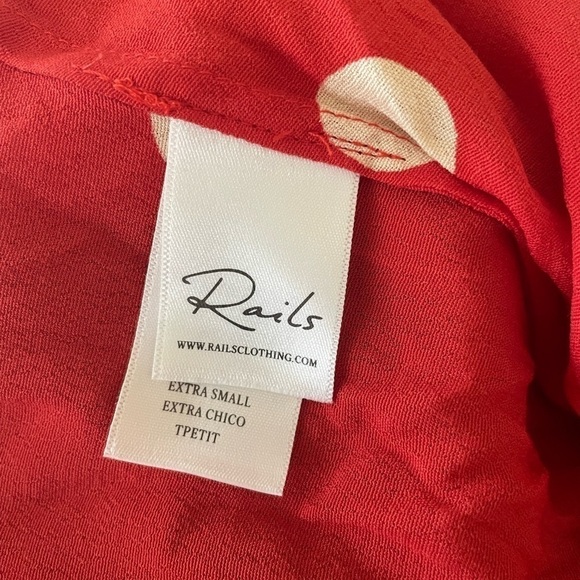 Rails
WWW.RAILSCLOTHING.COM
EXTRA SMALL
EXTRA CHICO
TPETIT